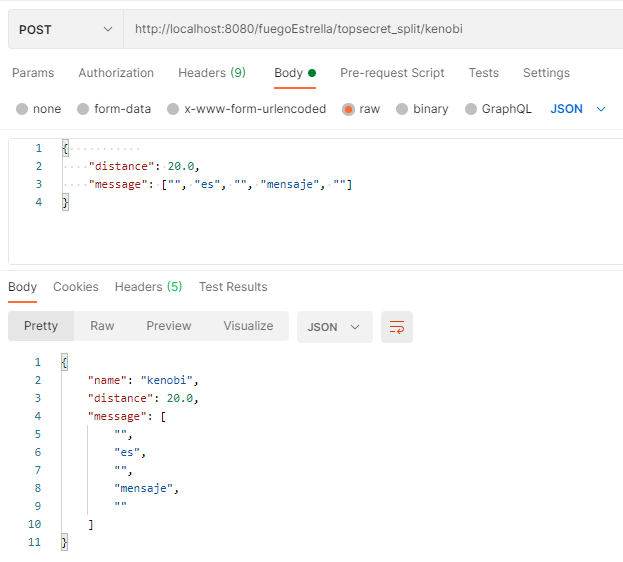 POST http://localhost:8080/fuegoEstrella/topsecret_split/kenobi
Params Authorization Headers (9) Body Pre-request Script Tests Settings
none form-data x-www-form-urlencoded raw binary GraphQL JSON
1 {
2 "distance": 20.0,
3 "message": ["", "es", "", "mensaje", ""]
4 }
Body Cookies Headers (5) Test Results
Pretty Raw Preview Visualize JSON
1 {
2 "name": "kenobi",
3 "distance": 20.0,
4 "message": [
5 "",
6 "es",
7 "",
8 "mensaje",
9 ""
10 ]
11 }